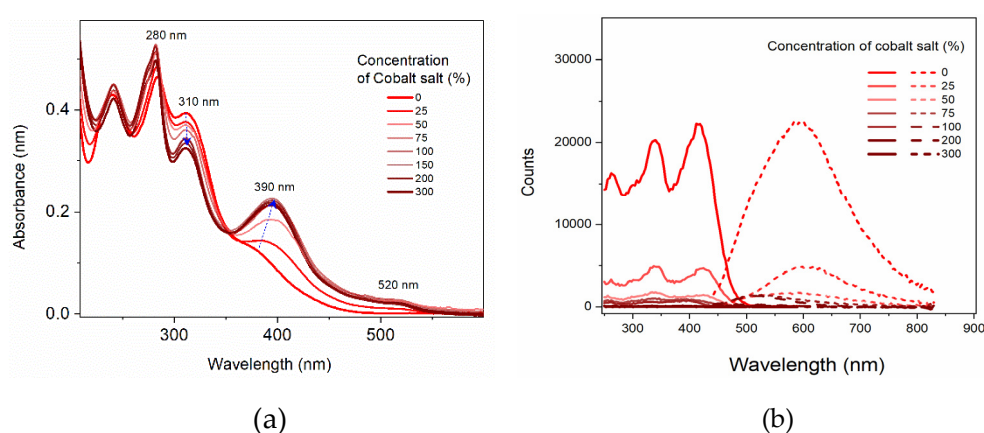 280 nm
Concentration
of Cobalt salt (%)
0
25
50
75
100
150
200
300
310 nm
390 nm
520 nm
0.4
0.2
0.0
300
400
500
Absorbance (nm)
Wavelength (nm)
(a)
Concentration of cobalt salt (%)
0
25
50
75
100
200
300
30000
20000
10000
0
300
400
500
600
700
800
900
Counts
Wavelength (nm)
(b)